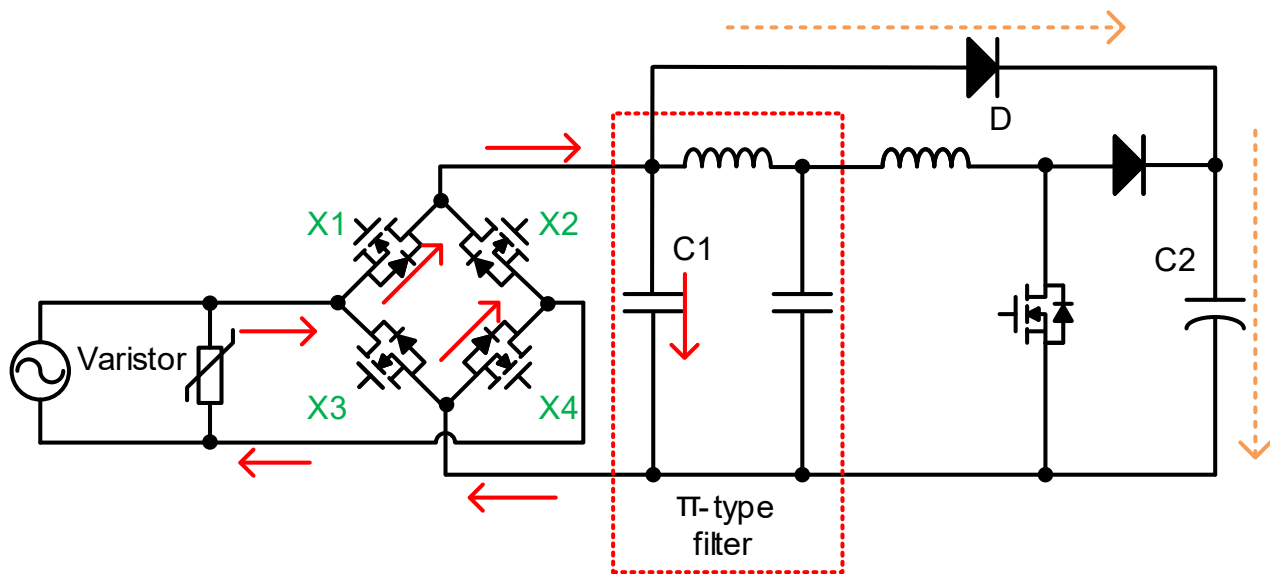 D
X1
X2
C1
C2
Varistor
X3
X4
π-type
filter